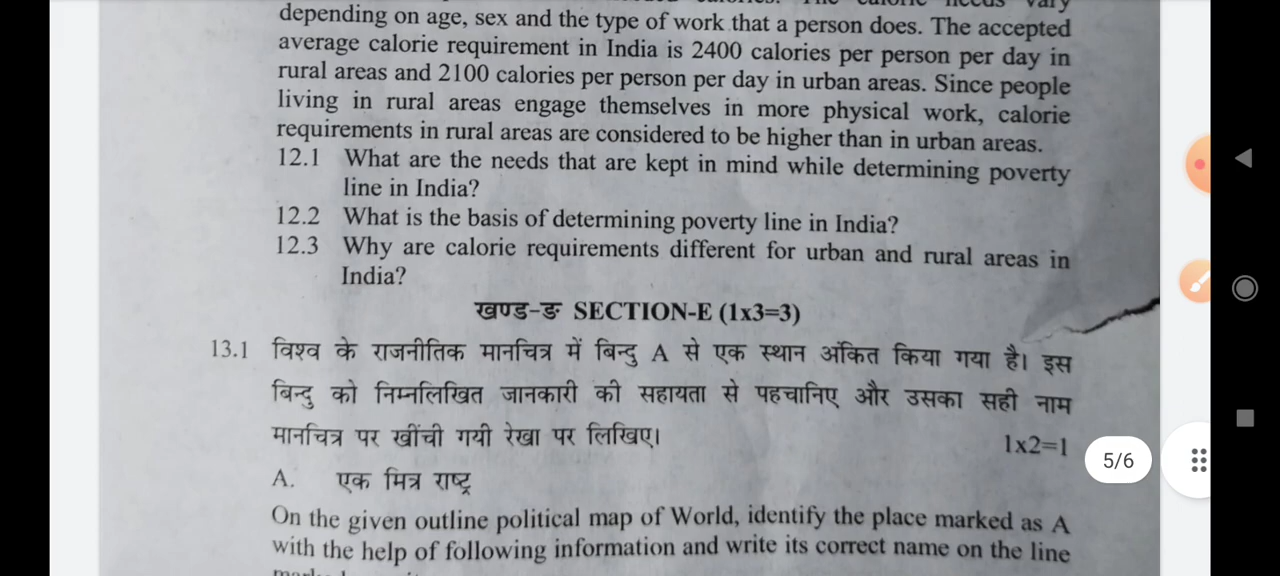 depending on age, sex and the type of work that a person does. The accepted
average calorie requirement in India is 2400 calories per person per day in
rural areas and 2100 calories per person per day in urban areas. Since people
living in rural areas engage themselves in more physical work, calorie
requirements in rural areas are considered to be higher than in urban areas.
12.1 What are the needs that are kept in mind while determining poverty
line in India?
12.2 What is the basis of determining poverty line in India?
12.3 Why are calorie requirements different for urban and rural areas in
India?
खण्ड-ङ SECTION-E (1x3=3)
13.1 विश्व के राजनीतिक मानचित्र में बिन्दु A से एक स्थान अंकित किया गया है। इस
बिन्दु को निम्नलिखित जानकारी की सहायता से पहचानिए और उसका सही नाम
मानचित्र पर खींची गयी रेखा पर लिखिए। 1x2=1
A. एक मित्र राष्ट्र
On the given outline political map of World, identify the place marked as A
with the help of following information and write its correct name on the line
5/6